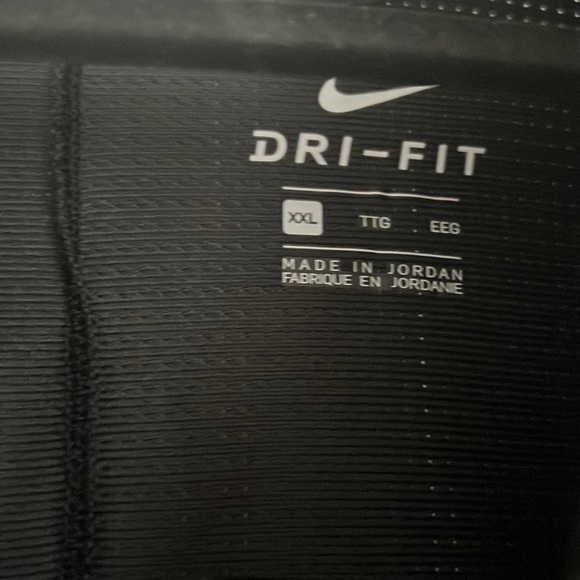 DRI-FIT
XXL TTG EEG
MADE IN JORDAN
FABRIQUE EN JORDANIE